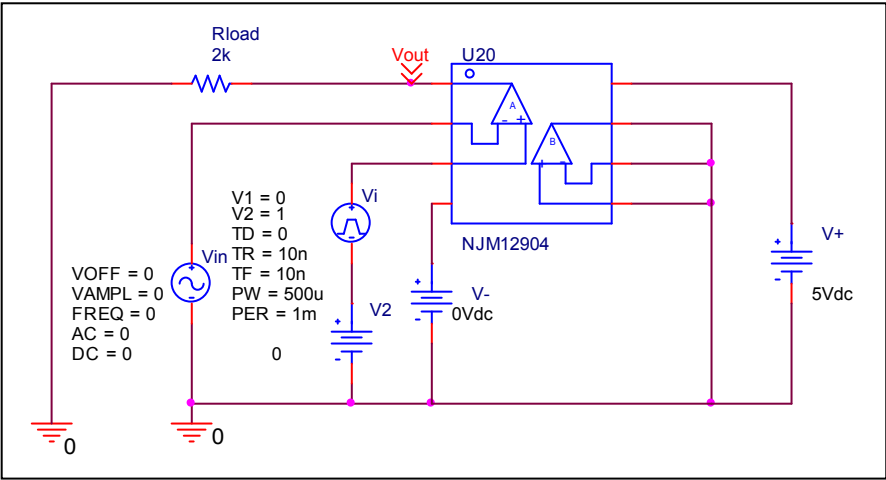 Rload
2k
Vout
U20
A
- +
B
+ -
NJM12904
V1 = 0
V2 = 1
TD = 0
TR = 10n
TF = 10n
PW = 500u
PER = 1m
Vi
Vin
VOFF = 0
VAMPL = 0
FREQ = 0
AC = 0
DC = 0
V2
0
V-
0Vdc
V+
5Vdc
0
0